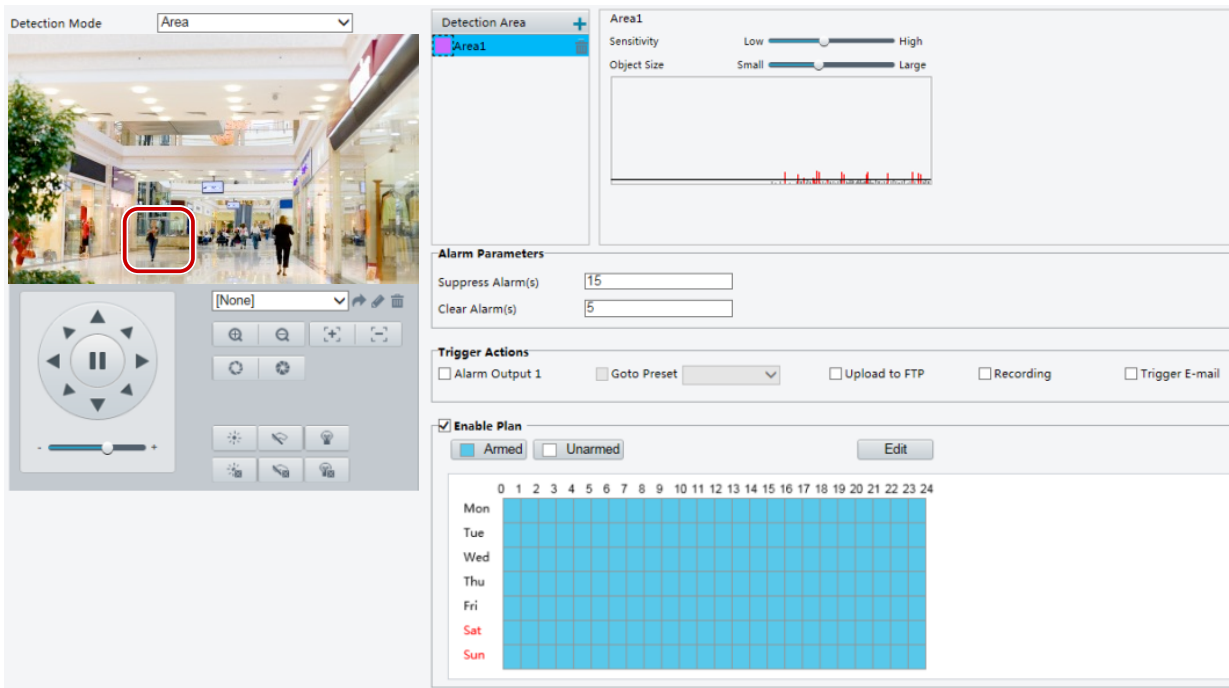 Detection Mode
Area
[None]
-
+
Detection Area
Area1
Area1
Sensitivity
Low
High
Object Size
Small
Large
Alarm Parameters
Suppress Alarm(s)
15
Clear Alarm(s)
5
Trigger Actions
Alarm Output 1
Goto Preset
Upload to FTP
Recording
Trigger E-mail
Enable Plan
Armed
Unarmed
Edit
0 1 2 3 4 5 6 7 8 9 10 11 12 13 14 15 16 17 18 19 20 21 22 23 24
Mon
Tue
Wed
Thu
Fri
Sat
Sun